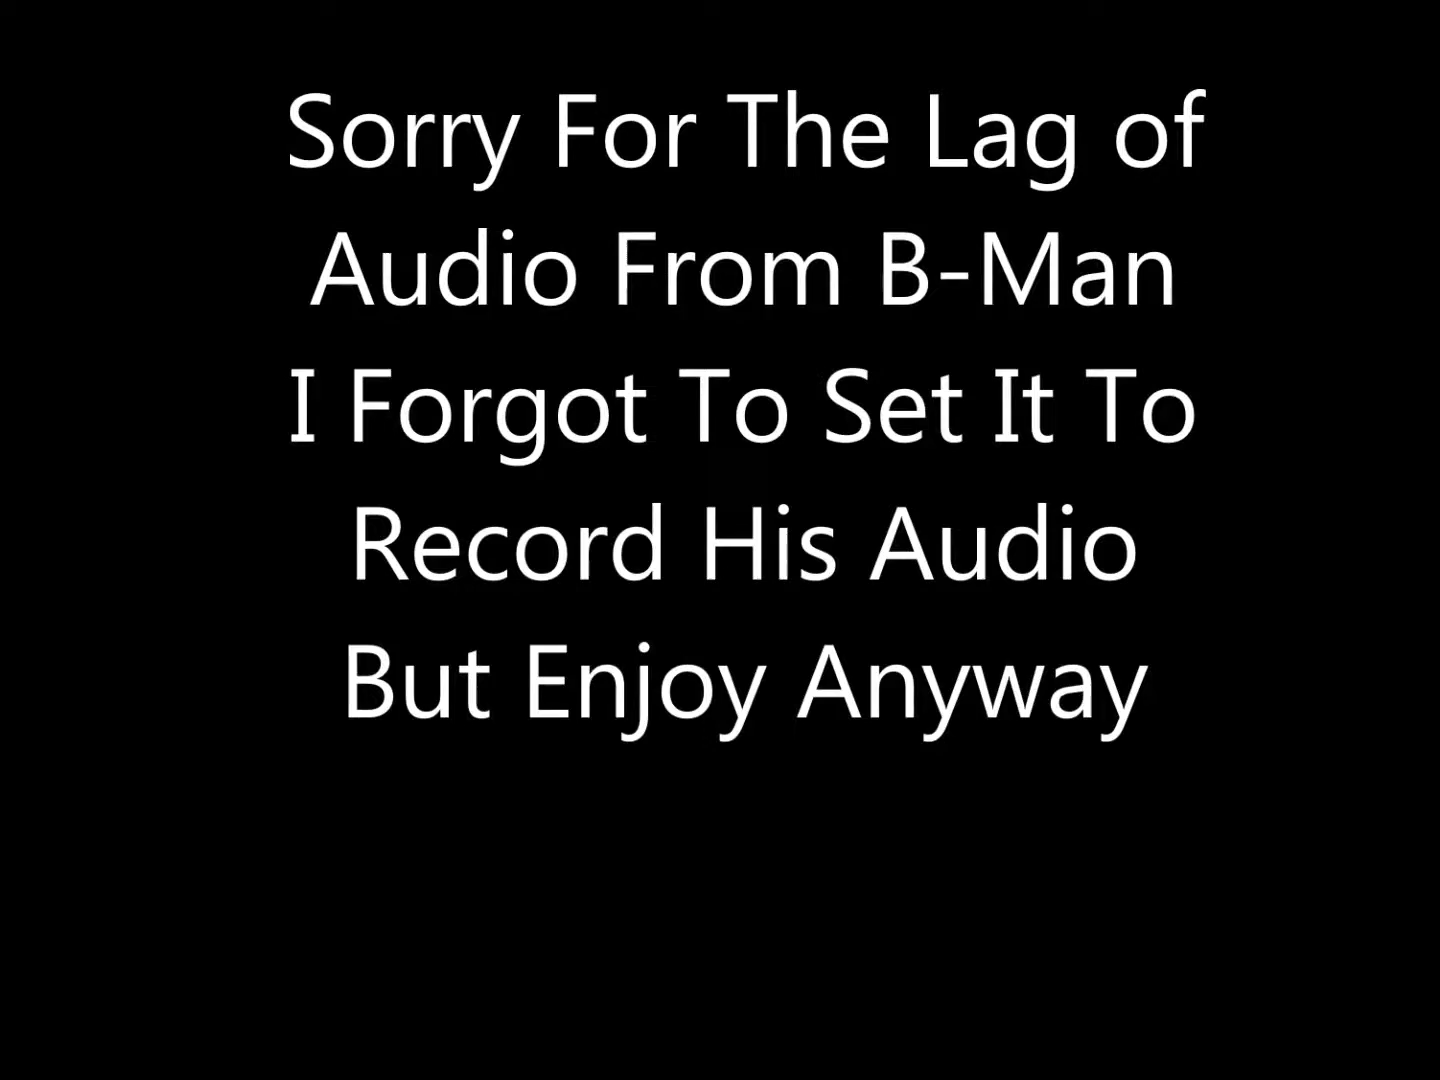 Sorry For The Lag of
Audio From B-Man
I Forgot To Set It To
Record His Audio
But Enjoy Anyway